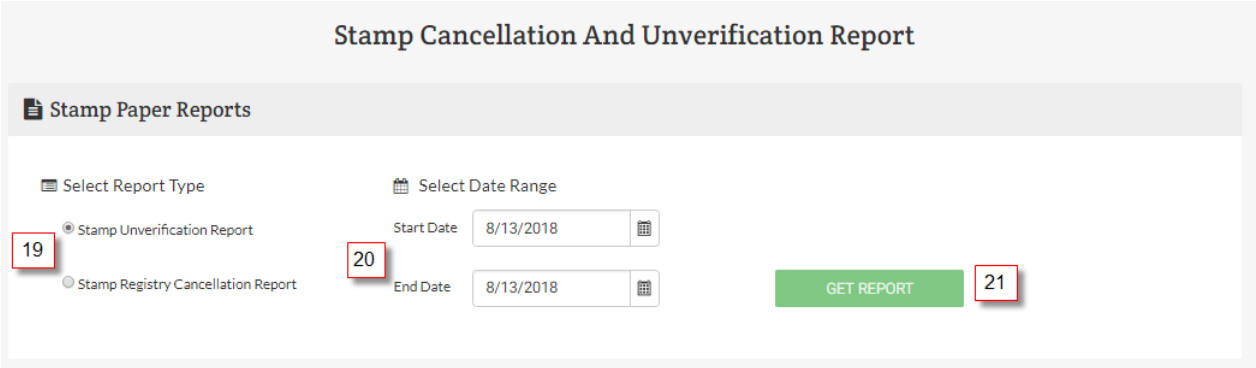 Stamp Cancellation And Unverification Report
Stamp Paper Reports
Select Report Type
Select Date Range
19
Stamp Unverification Report
Stamp Registry Cancellation Report
20
Start Date 8/13/2018
End Date 8/13/2018
GET REPORT
21